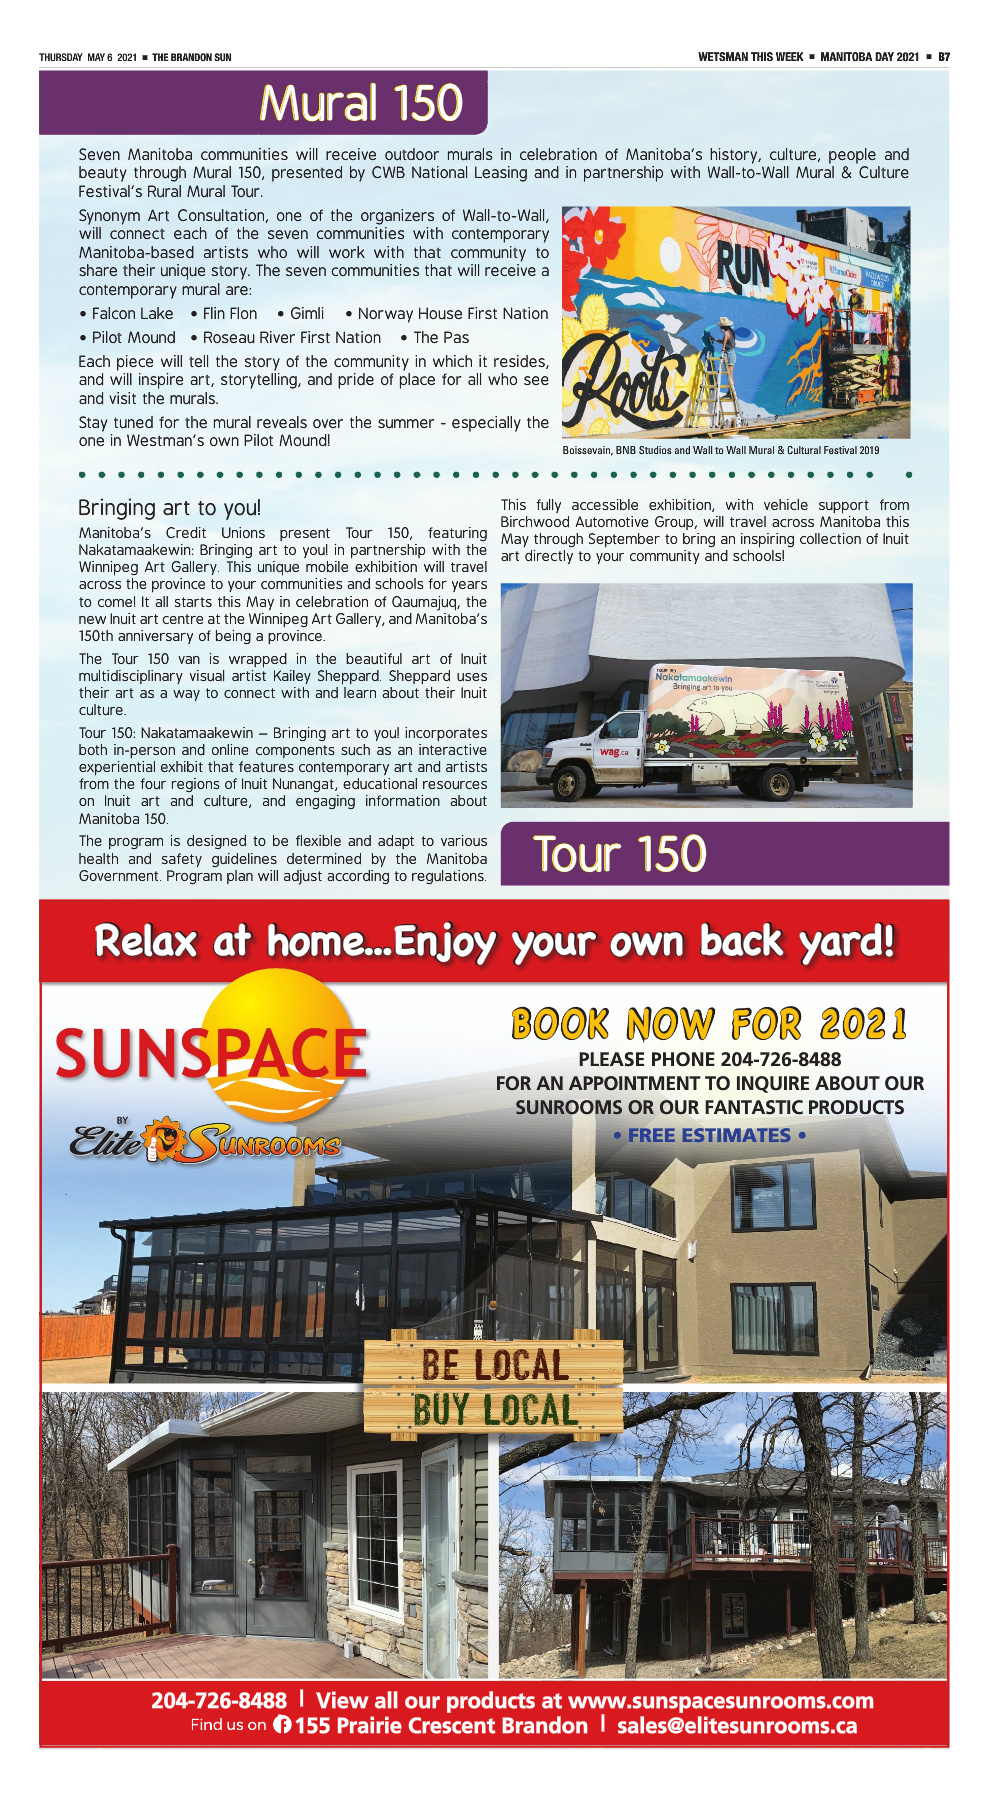 THURSDAY MAY 6 2021 ■ THE BRANDON SUN
WETSMAN THIS WEEK ■ MANITOBA DAY 2021 ■ B7
Mural 150
Seven Manitoba communities will receive outdoor murals in celebration of Manitoba's history, culture, people and
beauty through Mural 150, presented by CWB National Leasing and in partnership with Wall-to-Wall Mural & Culture
Festival's Rural Mural Tour.
Synonym Art Consultation, one of the organizers of Wall-to-Wall,
will connect each of the seven communities with contemporary
Manitoba-based artists who will work with that community to
share their unique story. The seven communities that will receive a
contemporary mural are:
• Falcon Lake • Flin Flon • Gimli • Norway House First Nation
• Pilot Mound • Roseau River First Nation • The Pas
Each piece will tell the story of the community in which it resides,
and will inspire art, storytelling, and pride of place for all who see
and visit the murals.
Stay tuned for the mural reveals over the summer - especially the
one in Westman's own Pilot Mound!
RUN
Roots
Boissevain, BNB Studios and Wall to Wall Mural & Cultural Festival 2019
Bringing art to you!
Manitoba's Credit Unions present Tour 150, featuring
Nakatamaakewin: Bringing art to you! in partnership with the
Winnipeg Art Gallery. This unique mobile exhibition will travel
across the province to your communities and schools for years
to come! It all starts this May in celebration of Qaumajuq, the
new Inuit art centre at the Winnipeg Art Gallery, and Manitoba's
150th anniversary of being a province.
The Tour 150 van is wrapped in the beautiful art of Inuit
multidisciplinary visual artist Kailey Sheppard. Sheppard uses
their art as a way to connect with and learn about their Inuit
culture.
Tour 150: Nakatamaakewin – Bringing art to you! incorporates
both in-person and online components such as an interactive
experiential exhibit that features contemporary art and artists
from the four regions of Inuit Nunangat, educational resources
on Inuit art and culture, and engaging information about
Manitoba 150.
The program is designed to be flexible and adapt to various
health and safety guidelines determined by the Manitoba
Government. Program plan will adjust according to regulations.
This fully accessible exhibition, with vehicle support from
Birchwood Automotive Group, will travel across Manitoba this
May through September to bring an inspiring collection of Inuit
art directly to your community and schools!
TOUR 150
Nakatamaakewin
Bringing art to you
wag.ca
Tour 150
Relax at home...Enjoy your own back yard!
SUNSPACE
BY
Elite Sunrooms
BOOK NOW FOR 2021
PLEASE PHONE 204-726-8488
FOR AN APPOINTMENT TO INQUIRE ABOUT OUR
SUNROOMS OR OUR FANTASTIC PRODUCTS
• FREE ESTIMATES •
BE LOCAL
BUY LOCAL
204-726-8488 | View all our products at www.sunspacesunrooms.com
Find us on 155 Prairie Crescent Brandon | sales@elitesunrooms.ca